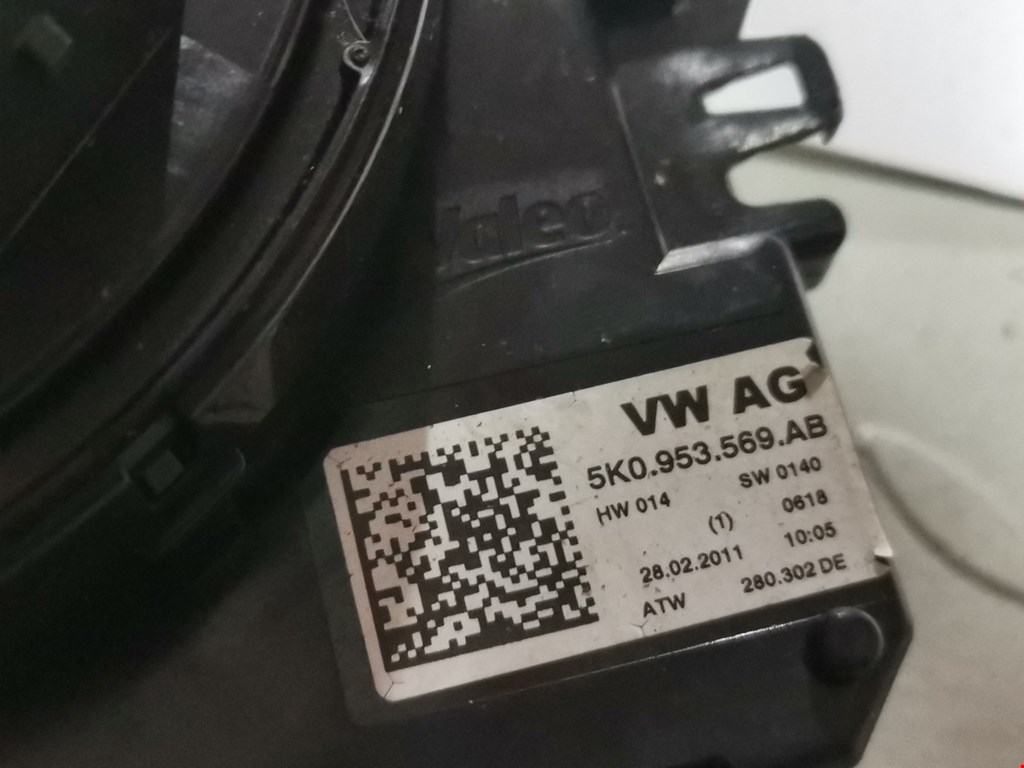 Valeo
VW AG
5K0.953.569.AB
HW 014 SW 0140
(1) 0618
28.02.2011 10:05
ATW 280.302 DE